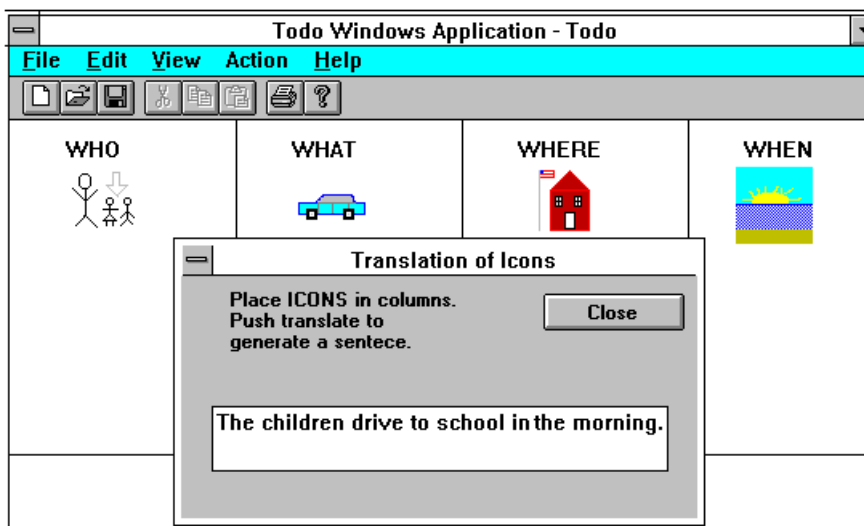 Todo Windows Application - Todo
File Edit View Action Help
WHO WHAT WHERE WHEN
Translation of Icons
Place ICONS in columns.
Push translate to
generate a sentece.
Close
The children drive to school in the morning.